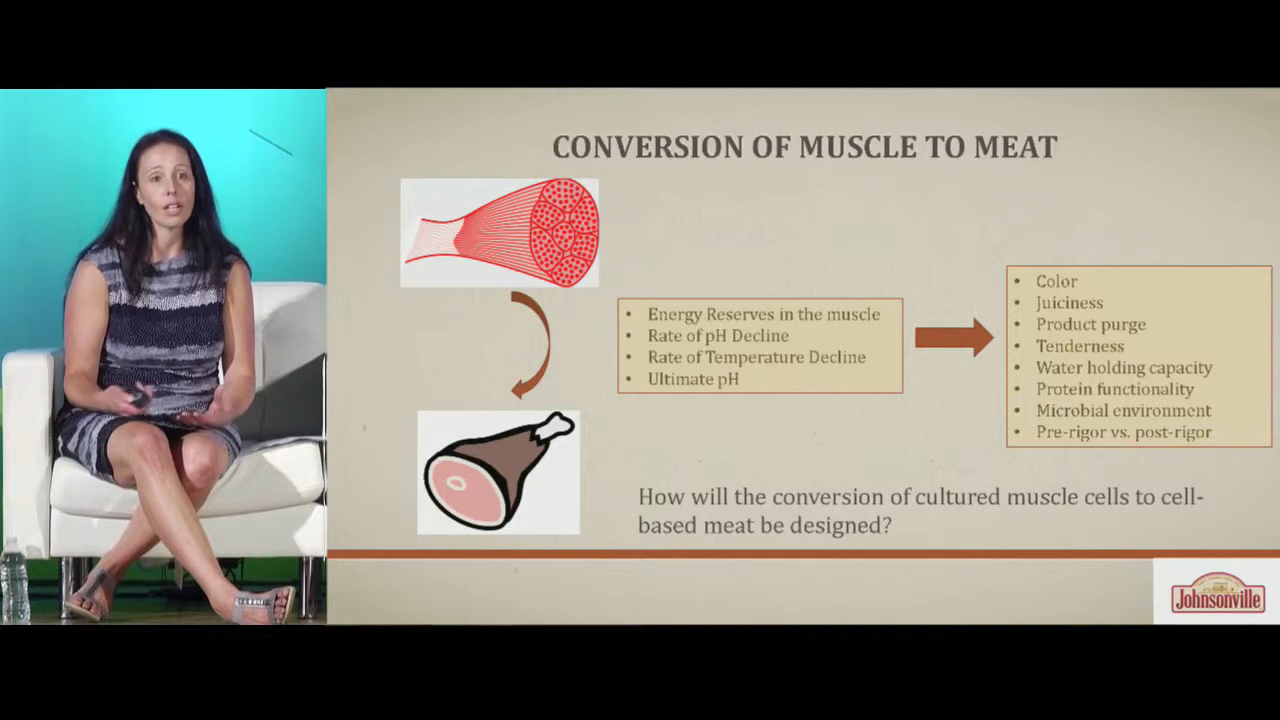 CONVERSION OF MUSCLE TO MEAT
• Energy Reserves in the muscle
• Rate of pH Decline
• Rate of Temperature Decline
• Ultimate pH
• Color
• Juiciness
• Product purge
• Tenderness
• Water holding capacity
• Protein functionality
• Microbial environment
• Pre-rigor vs. post-rigor
How will the conversion of cultured muscle cells to cell-
based meat be designed?
Johnsonville